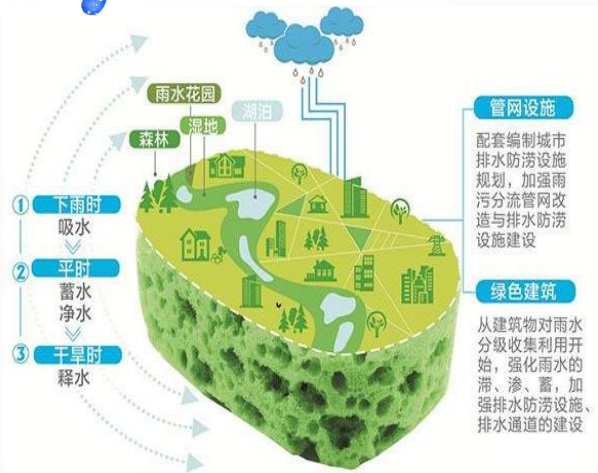 雨水花园
湿地
湖泊
森林
① 下雨时
吸水
② 平时
蓄水
净水
③ 干旱时
释水
管网设施
配套编制城市
排水防涝设施
规划，加强雨
污分流管网改
造与排水防涝
设施建设
绿色建筑
从建筑物对雨水
分级收集利用开
始，强化雨水的
滞、渗、蓄，加
强排水防涝设施、
排水通道的建设